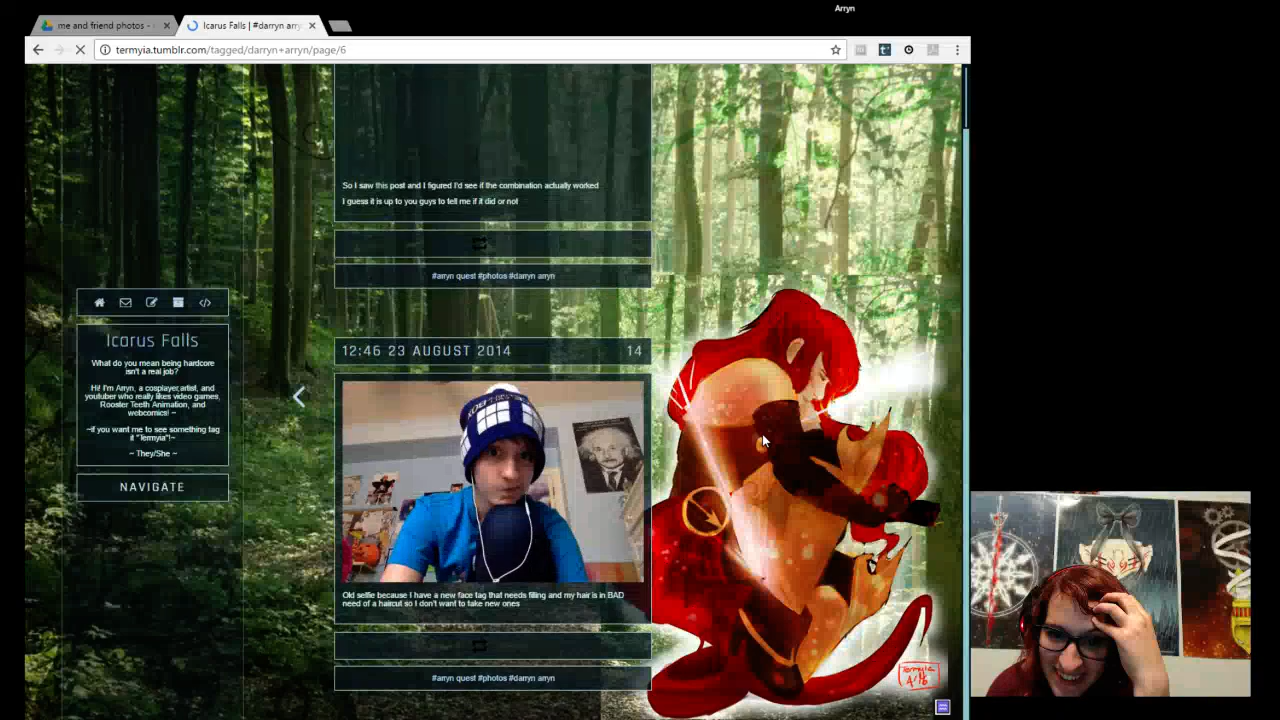 Arryn
me and friend photos -
Icarus Falls | #darryn arry
termyia.tumblr.com/tagged/darryn+arryn/page/6
So I saw this post and I figured I'd see if the combination actually worked
I guess it is up to you guys to tell me if it did or not
#arryn quest #photos #darryn arryn
Icarus Falls
What do you mean being hardcore
isn't a real job?
Hi! I'm Arryn, a cosplayer,artist, and
youtuber who really likes video games,
Rooster Teeth Animation, and
webcomics! ~
~if you want me to see something tag
it "Termyia"!~
~ They/She ~
NAVIGATE
12:46 23 AUGUST 2014
14
Old selfie because I have a new face tag that needs filling and my hair is in BAD
need of a haircut so I don't want to take new ones
#arryn quest #photos #darryn arryn
Termyia
4/16